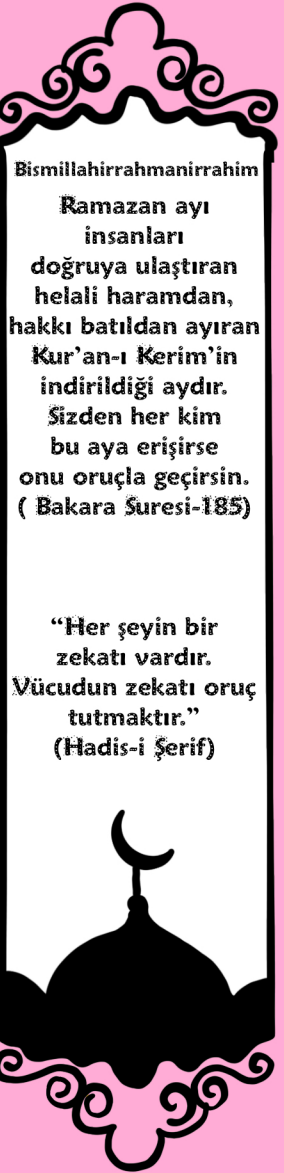 Bismillahirrahmanirrahim
Ramazan ayı
insanları
doğruya ulaştıran
helali haramdan,
hakkı batıldan ayıran
Kur’an-ı Kerim’in
indirildiği aydır.
Sizden her kim
bu aya erişirse
onu oruçla geçirsin.
( Bakara Suresi-185)
“Her şeyin bir
zekatı vardır.
Vücudun zekatı oruç
tutmaktır.”
(Hadis-i Şerif)